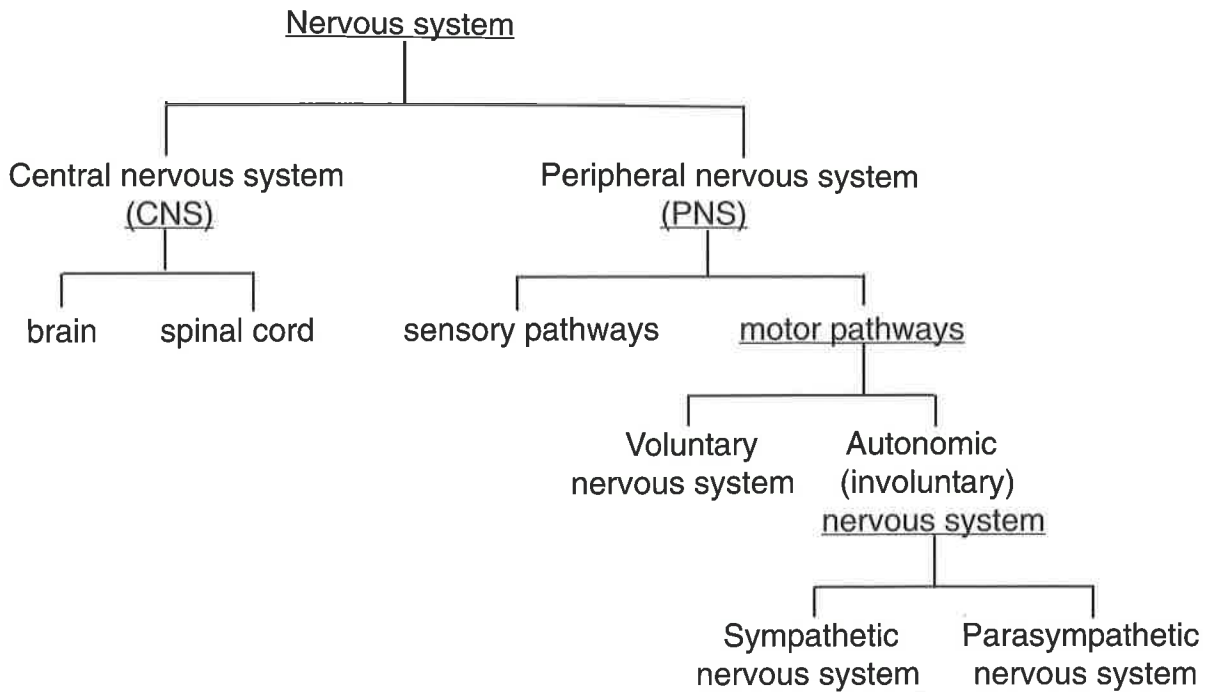 Nervous system
Central nervous system
(CNS)
Peripheral nervous system
(PNS)
brain
spinal cord
sensory pathways
motor pathways
Voluntary
nervous system
Autonomic
(involuntary)
nervous system
Sympathetic
nervous system
Parasympathetic
nervous system